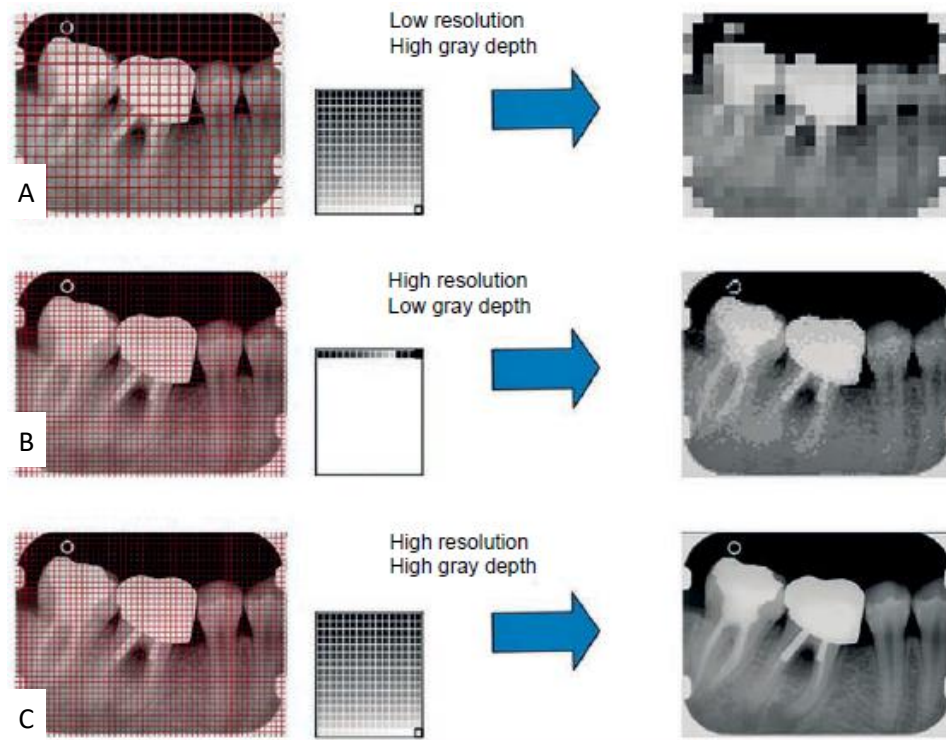 Low resolution
High gray depth
A
High resolution
Low gray depth
B
High resolution
High gray depth
C